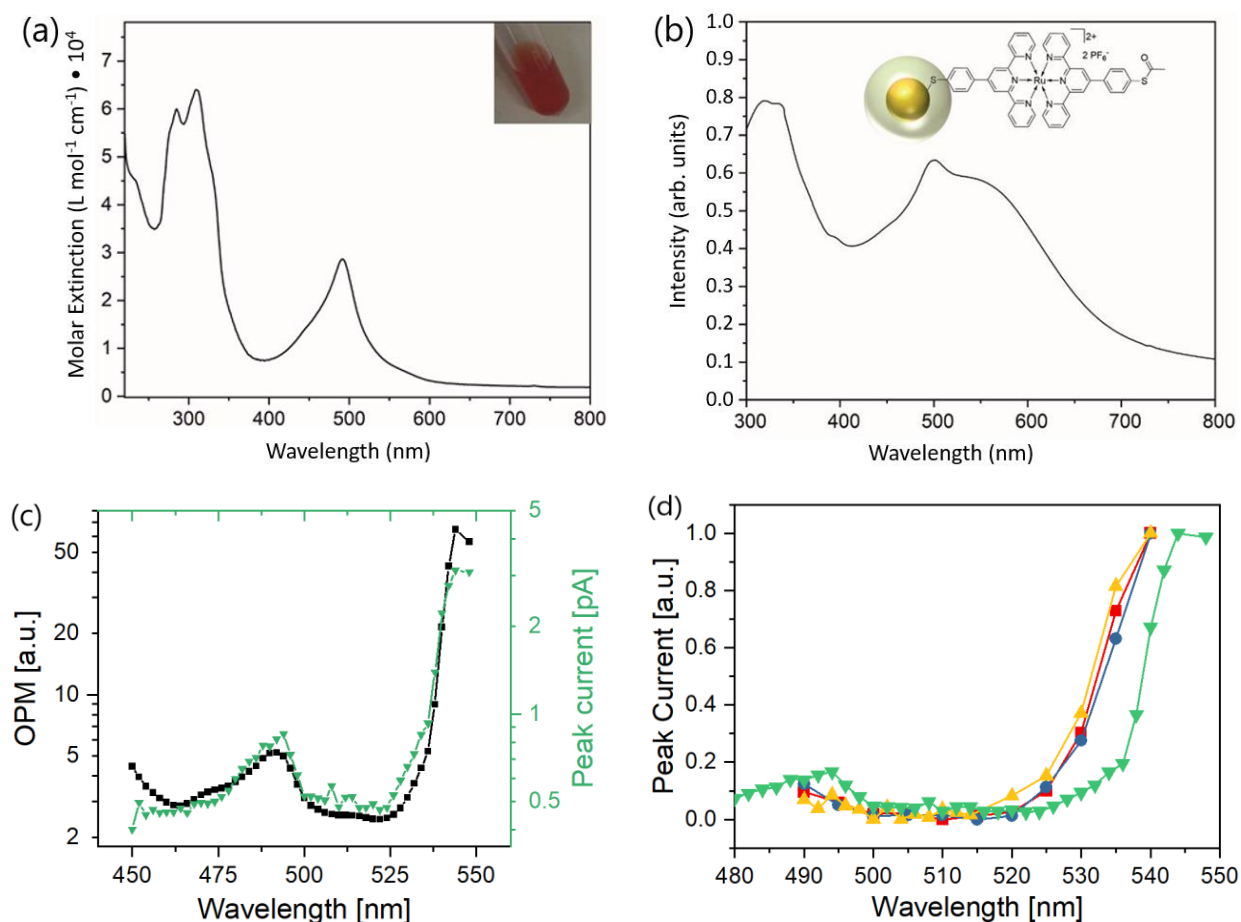 (a)
Molar Extinction (L mol⁻¹ cm⁻¹) • 10⁴
7
6
5
4
3
2
1
0
300 400 500 600 700 800
Wavelength (nm)
(b)
Intensity (arb. units)
1.0
0.9
0.8
0.7
0.6
0.5
0.4
0.3
0.2
0.1
0.0
300 400 500 600 700 800
Wavelength (nm)
S
N
N
N
Ru
N
N
N
S
O
2+
2 PF₆⁻
(c)
OPM [a.u.]
50
20
10
5
2
450 475 500 525 550
Wavelength [nm]
5
2
1
0.5
Peak current [pA]
(d)
Peak Current [a.u.]
1.0
0.8
0.6
0.4
0.2
0.0
480 490 500 510 520 530 540 550
Wavelength [nm]